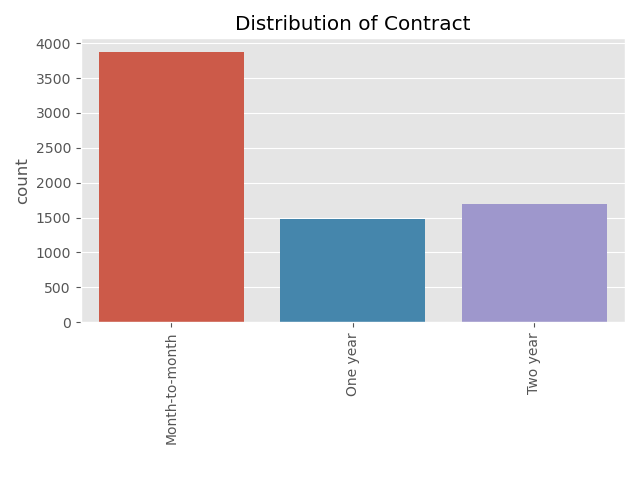 Distribution of Contract
4000
3500
3000
2500
2000
1500
1000
500
0
count
Month-to-month
One year
Two year